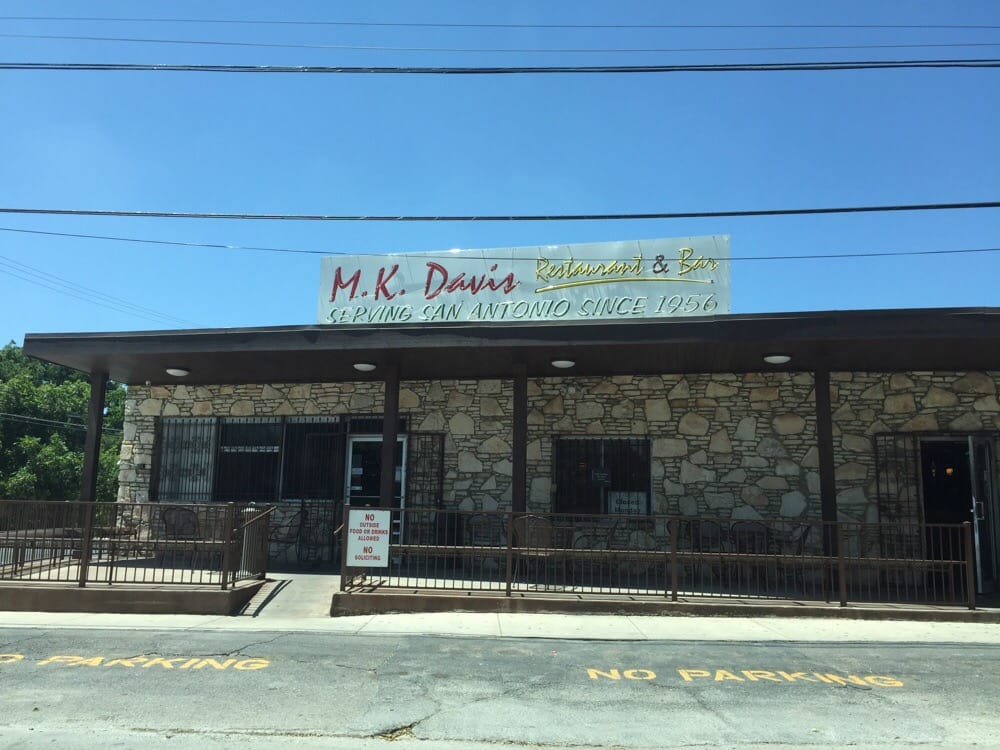 M.K. Davis Restaurant & Bar
SERVING SAN ANTONIO SINCE 1956
NO
OUTSIDE
FOOD OR DRINKS
ALLOWED
NO
SOLICITING
Closed
PARKING
NO PARKING